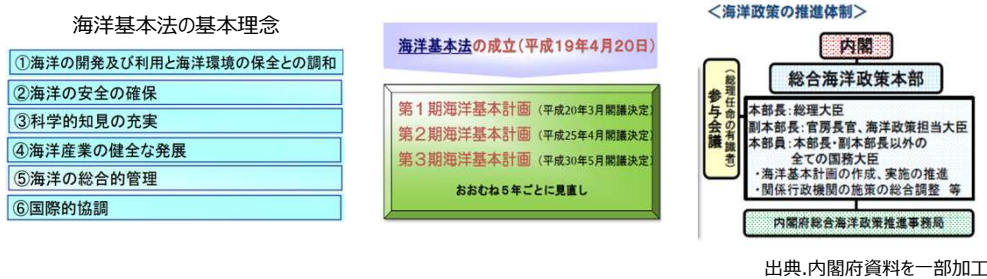 海洋基本法の基本理念
①海洋の開発及び利用と海洋環境の保全との調和
②海洋の安全の確保
③科学的知見の充実
④海洋産業の健全な発展
⑤海洋の総合的管理
⑥国際的協調
海洋基本法の成立(平成19年4月20日)
第1期海洋基本計画(平成20年3月閣議決定)
第2期海洋基本計画(平成25年4月閣議決定)
第3期海洋基本計画(平成30年5月閣議決定)
おおむね5年ごとに見直し
<海洋政策の推進体制>
内閣
総合海洋政策本部
参与会議
(総理任命の有識者)
本部長:総理大臣
副本部長:官房長官、海洋政策担当大臣
本部員:本部長・副本部長以外の
全ての国務大臣
・海洋基本計画の作成、実施の推進
・関係行政機関の施策の総合調整 等
内閣府総合海洋政策推進事務局
出典.内閣府資料を一部加工